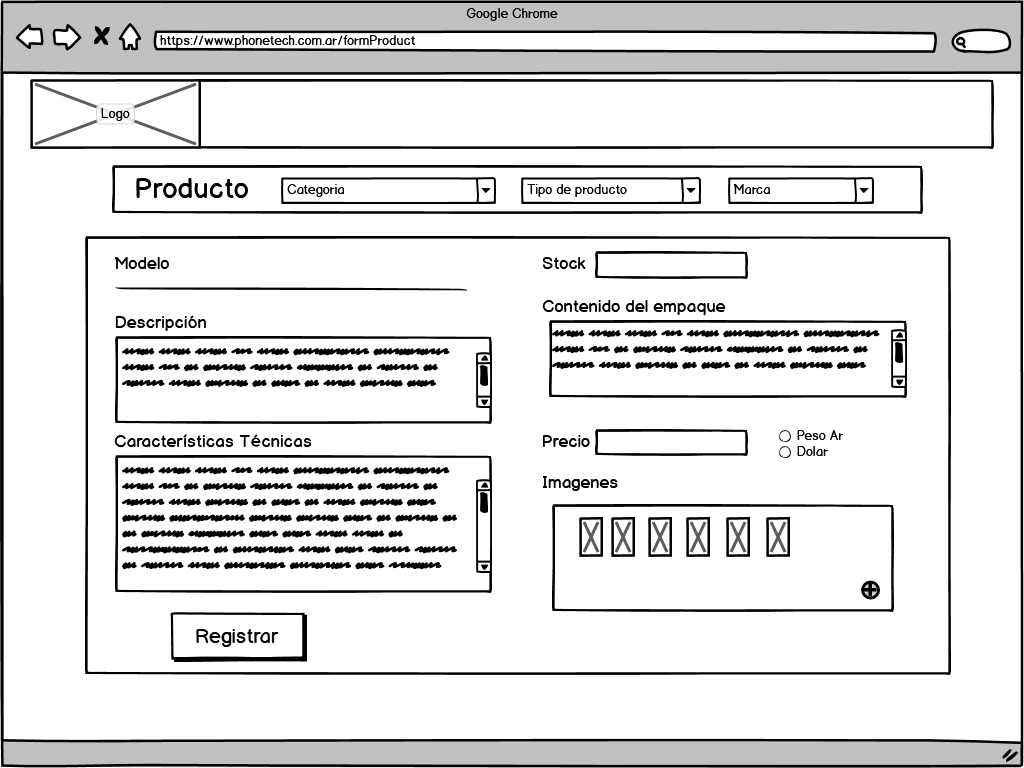 Google Chrome
https://www.phonetech.com.ar/formProduct
Logo
Producto
Categoria
Tipo de producto
Marca
Modelo
Stock
Contenido del empaque
Descripción
Características Técnicas
Precio
Peso Ar
Dolar
Imagenes
Registrar